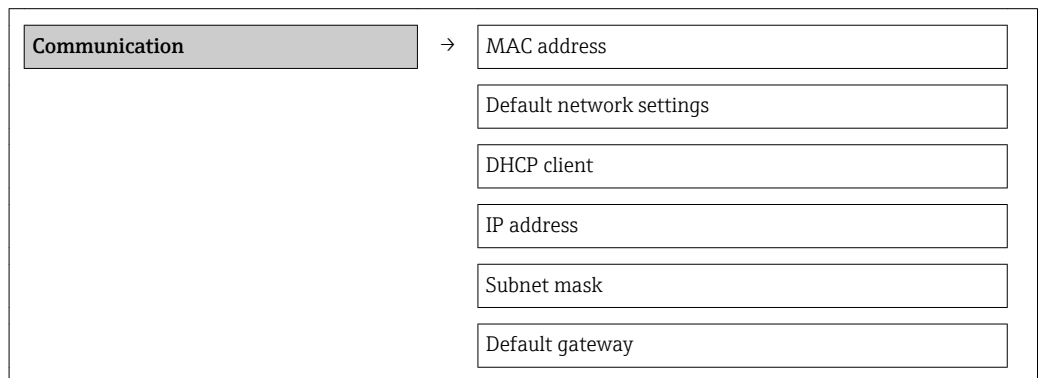 Communication → MAC address
Default network settings
DHCP client
IP address
Subnet mask
Default gateway